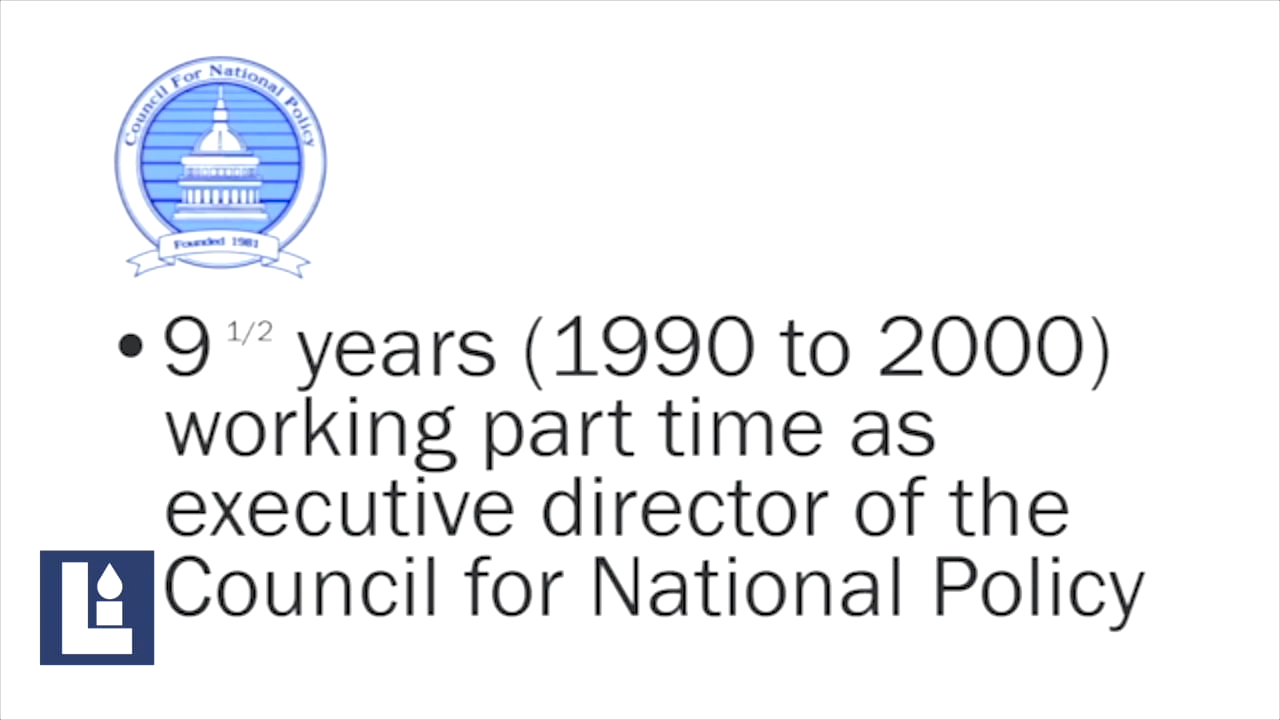 Council For National Policy
Founded 1981
• 9 1/2 years (1990 to 2000)
working part time as
executive director of the
Council for National Policy
LI